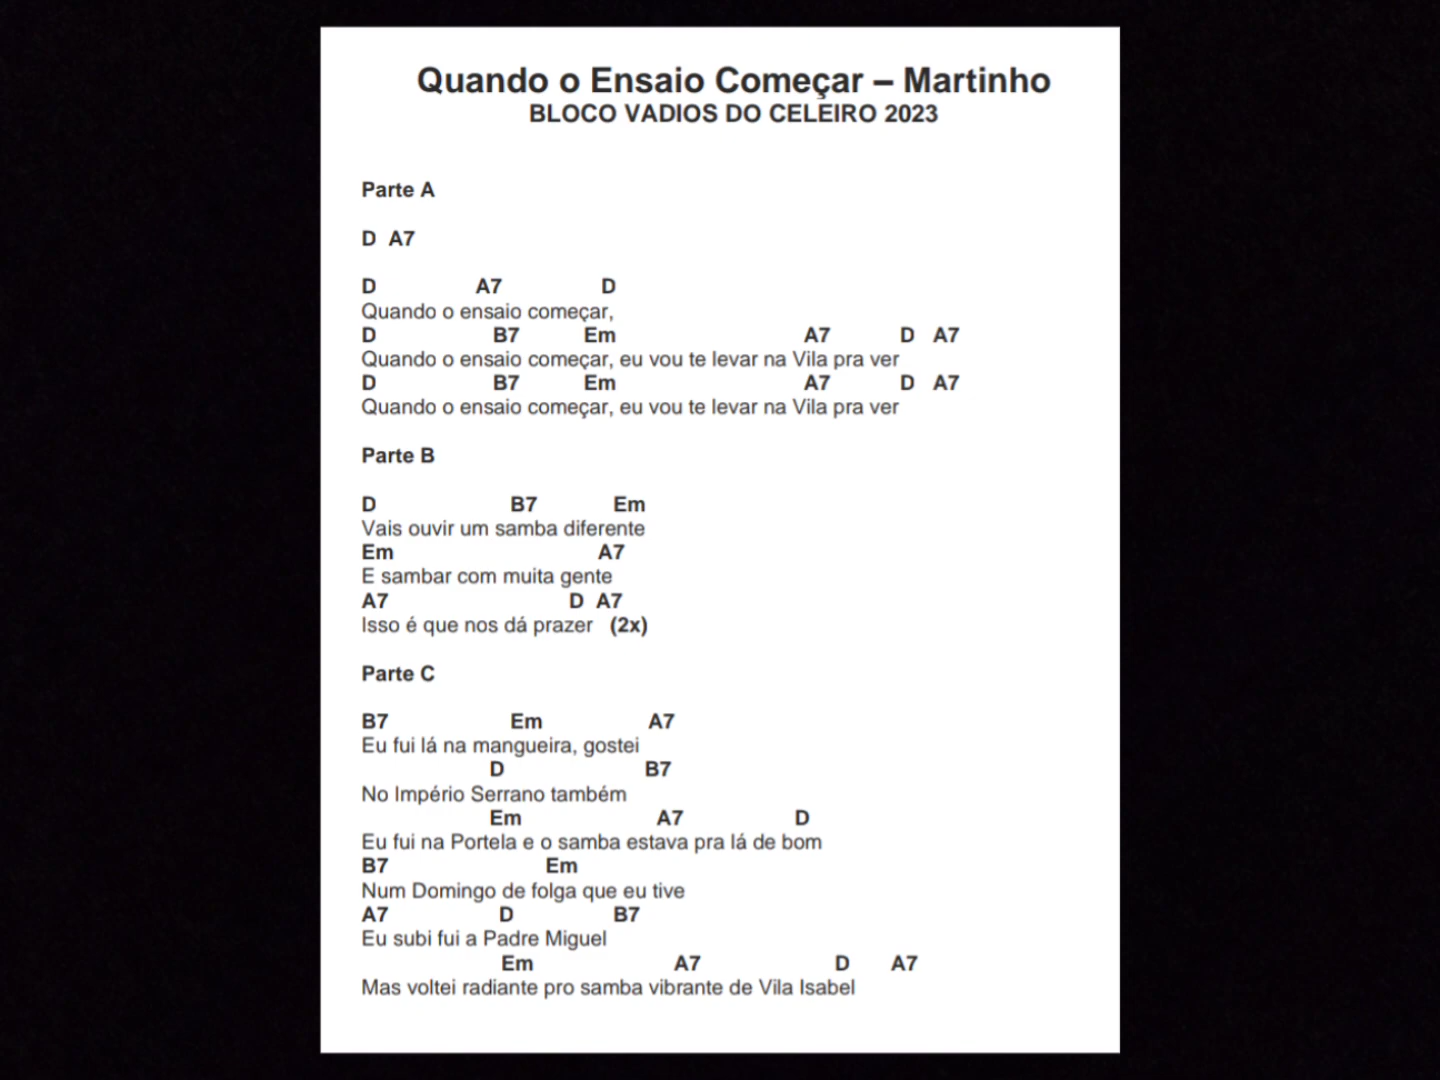 Quando o Ensaio Começar – Martinho
BLOCO VADIOS DO CELEIRO 2023
Parte A
D A7
D A7 D
Quando o ensaio começar,
D B7 Em A7 D A7
Quando o ensaio começar, eu vou te levar na Vila pra ver
D B7 Em A7 D A7
Quando o ensaio começar, eu vou te levar na Vila pra ver
Parte B
D B7 Em
Vais ouvir um samba diferente
Em A7
E sambar com muita gente
A7 D A7
Isso é que nos dá prazer (2x)
Parte C
B7 Em A7
Eu fui lá na mangueira, gostei
D B7
No Império Serrano também
Em A7 D
Eu fui na Portela e o samba estava pra lá de bom
B7 Em
Num Domingo de folga que eu tive
A7 D B7
Eu subi fui a Padre Miguel
Em A7 D A7
Mas voltei radiante pro samba vibrante de Vila Isabel